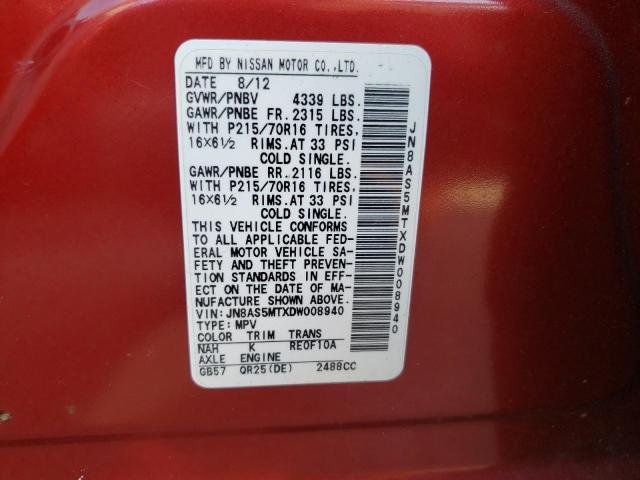 MFD BY NISSAN MOTOR CO.,LTD.
DATE 8/12
GVWR/PNBV 4339 LBS.
GAWR/PNBE FR. 2315 LBS.
WITH P215/70R16 TIRES,
16X6½ RIMS.AT 33 PSI
COLD SINGLE.
GAWR/PNBE RR. 2116 LBS.
WITH P215/70R16 TIRES,
16X6½ RIMS.AT 33 PSI
COLD SINGLE.
THIS VEHICLE CONFORMS
TO ALL APPLICABLE FED-
ERAL MOTOR VEHICLE SA-
FETY AND THEFT PREVEN-
TION STANDARDS IN EFF-
ECT ON THE DATE OF MA-
NUFACTURE SHOWN ABOVE.
VIN:JN8AS5MTXDW008940
TYPE:MPV
COLOR TRIM TRANS
NAH K RE0F10A
AXLE ENGINE
GB57 QR25(DE) 2488CC
JN8AS5MTXDW008940